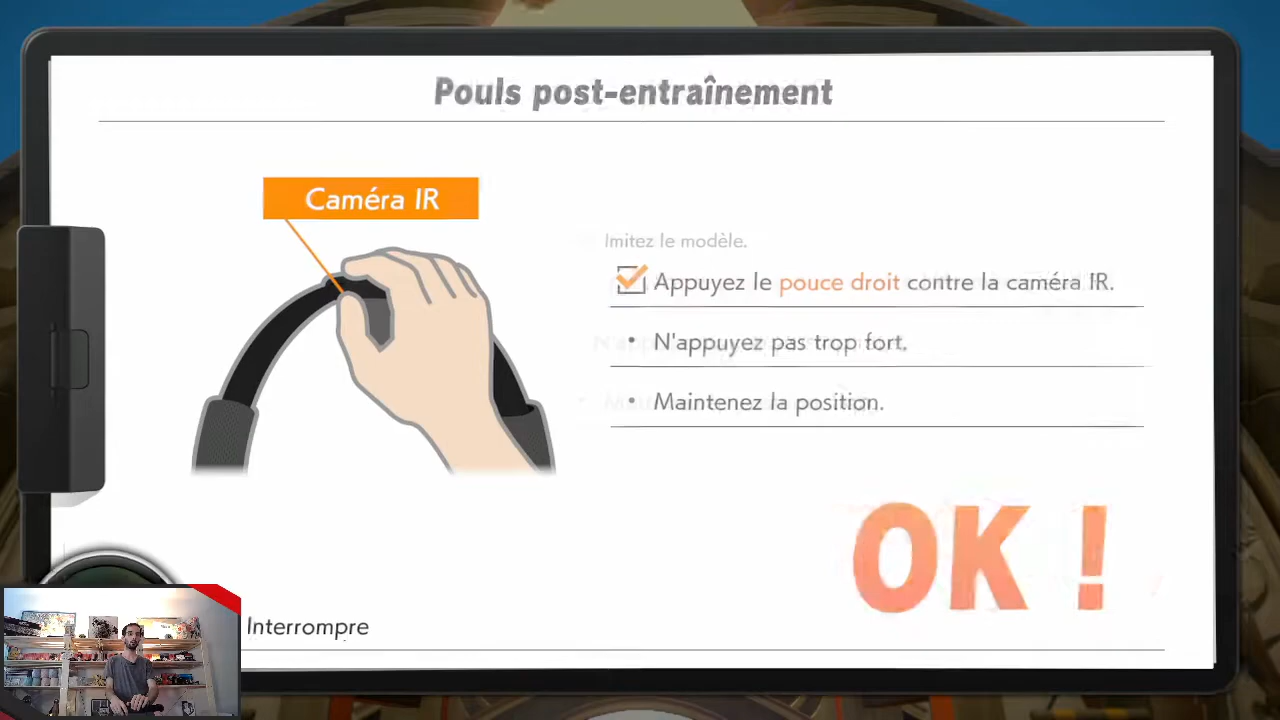 Pouls post-entraînement
Caméra IR
Imitez le modèle.
Appuyez le pouce droit contre la caméra IR.
• N'appuyez pas trop fort.
• Maintenez la position.
OK !
Interrompre